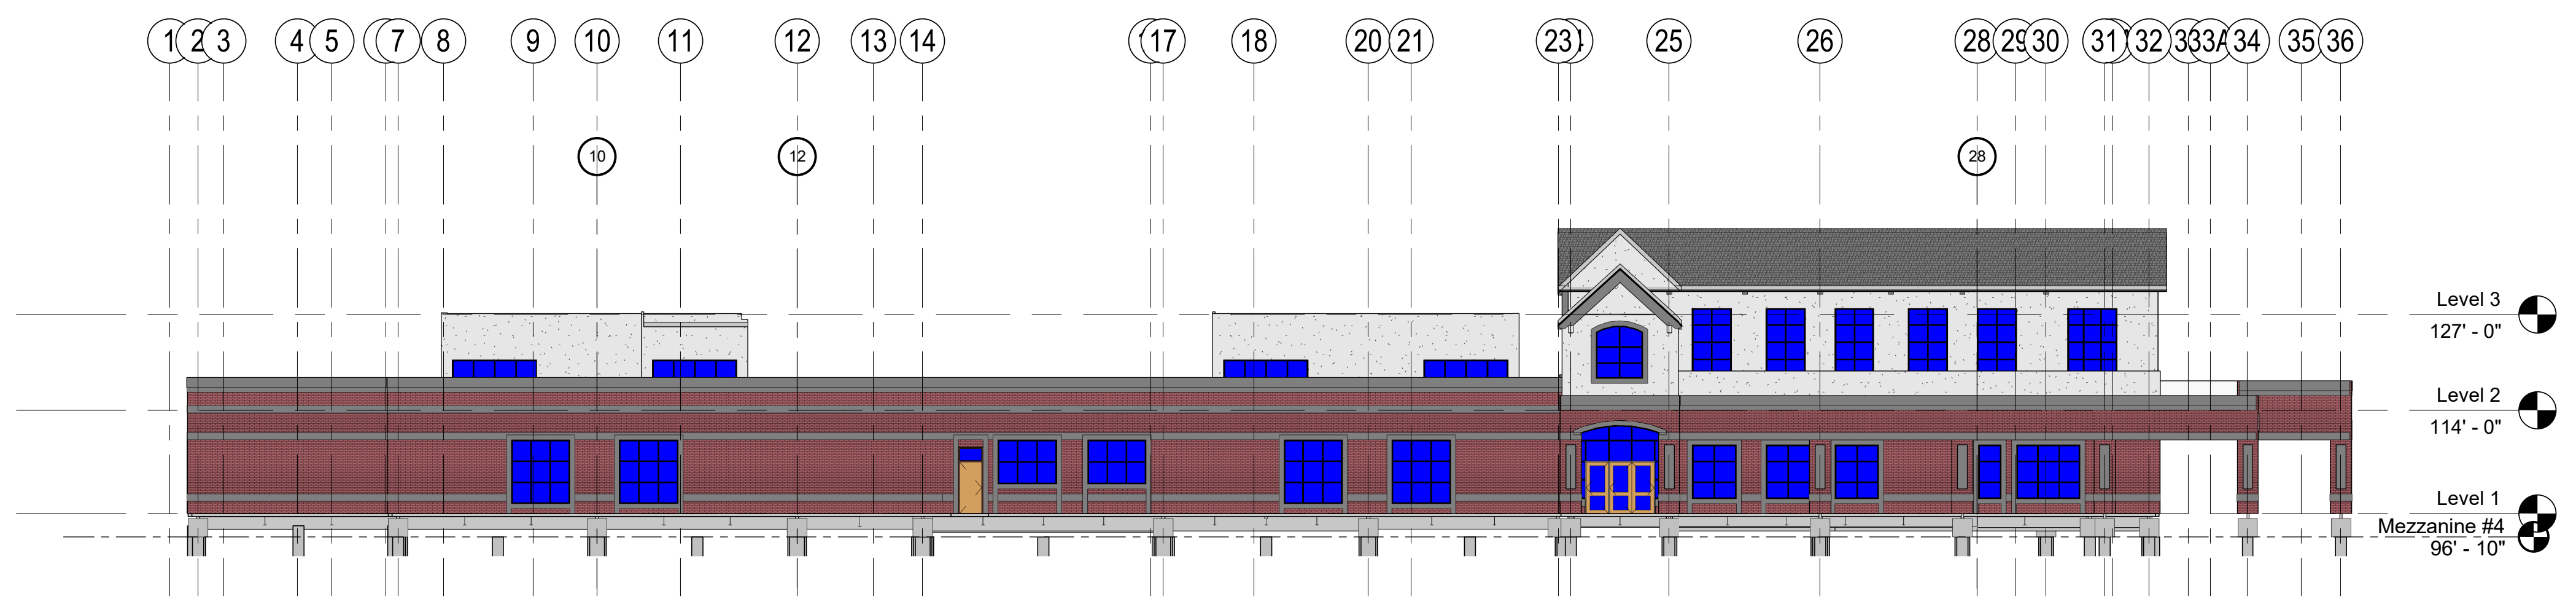 1 2 3 4 5 7 8 9 10 11 12 13 14 17 18 20 21 23 25 26 28 29 30 31 32 33A 34 35 36
10 12 28
Level 3
127' - 0"
Level 2
114' - 0"
Level 1
Mezzanine #4
96' - 10"